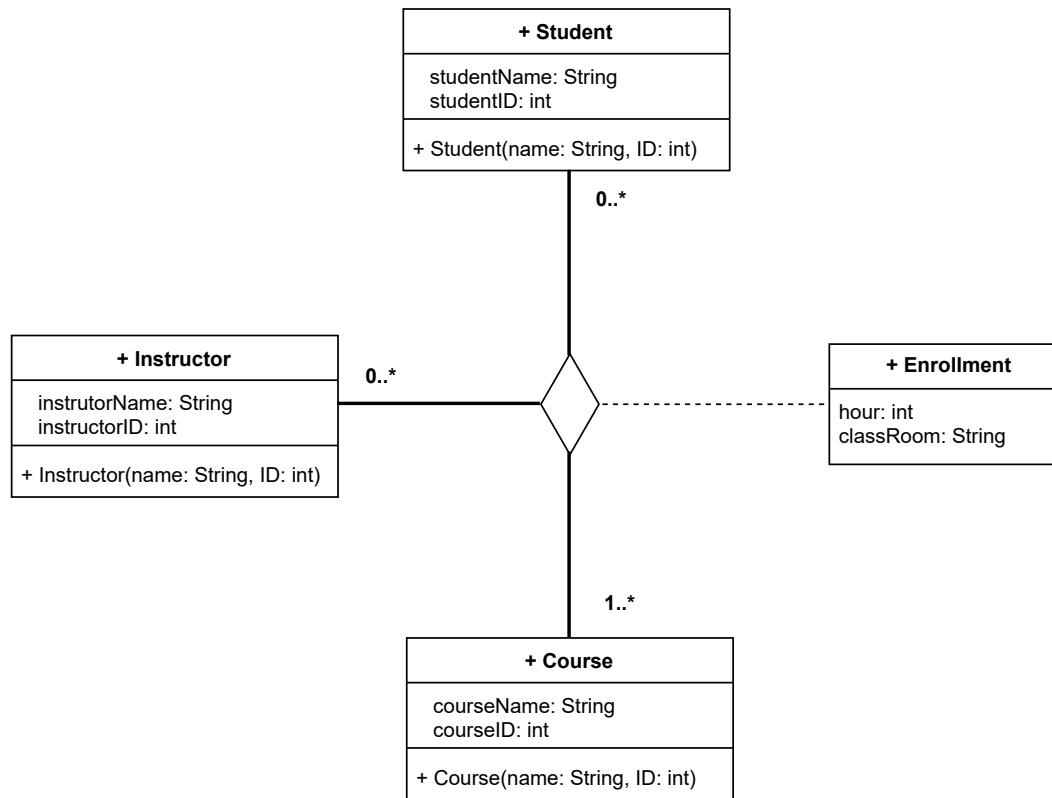 + Student
studentName: String
studentID: int
+ Student(name: String, ID: int)
0..*
+ Instructor
instrutorName: String
instructorID: int
+ Instructor(name: String, ID: int)
0..*
+ Enrollment
hour: int
classRoom: String
1..*
+ Course
courseName: String
courseID: int
+ Course(name: String, ID: int)